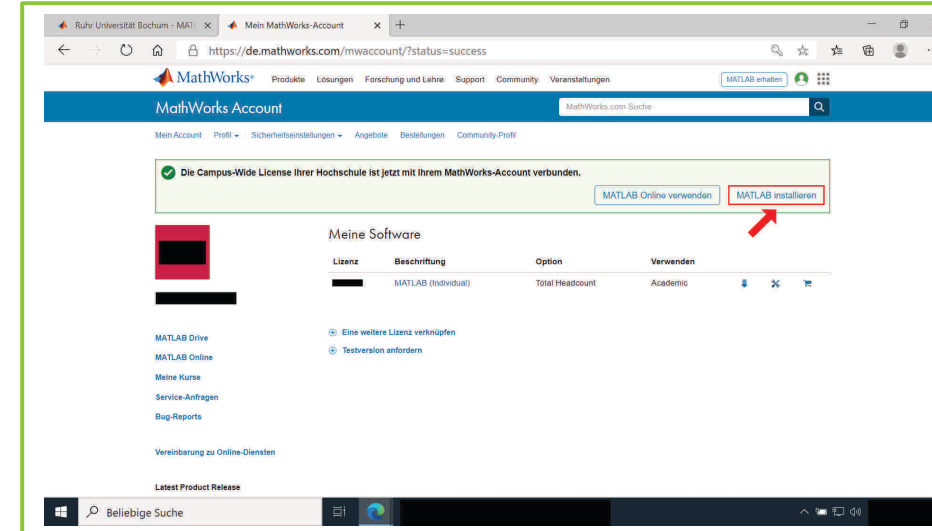 Ruhr Universität Bochum - MAT
Mein MathWorks-Account
https://de.mathworks.com/mwaccount/?status=success
MathWorks® Produkte Lösungen Forschung und Lehre Support Community Veranstaltungen MATLAB erhalten
MathWorks Account MathWorks.com Suche
Mein Account Profil Sicherheitseinstellungen Angebote Bestellungen Community-Profil
Die Campus-Wide License Ihrer Hochschule ist jetzt mit Ihrem MathWorks-Account verbunden.
MATLAB Online verwenden MATLAB installieren
Meine Software
Lizenz Beschriftung Option Verwenden
MATLAB (Individual) Total Headcount Academic
Eine weitere Lizenz verknüpfen
Testversion anfordern
MATLAB Drive
MATLAB Online
Meine Kurse
Service-Anfragen
Bug-Reports
Vereinbarung zu Online-Diensten
Latest Product Release
Beliebige Suche